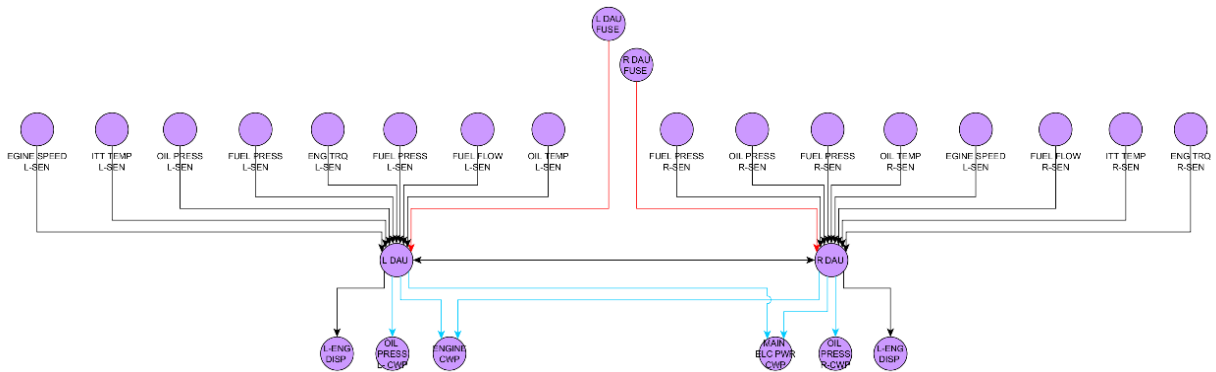 L DAU
FUSE
R DAU
FUSE
EGINE SPEED
L-SEN
ITT TEMP
L-SEN
OIL PRESS
L-SEN
FUEL PRESS
L-SEN
ENG TRQ
L-SEN
FUEL PRESS
L-SEN
FUEL FLOW
L-SEN
OIL TEMP
L-SEN
FUEL PRESS
R-SEN
OIL PRESS
R-SEN
FUEL PRESS
R-SEN
OIL TEMP
R-SEN
EGINE SPEED
L-SEN
FUEL FLOW
R-SEN
ITT TEMP
R-SEN
ENG TRQ
R-SEN
L DAU
R DAU
L-ENG
DISP
OIL
PRESS
L-CWP
ENGINE
CWP
MAIN
ELC PWR
CWP
OIL
PRESS
R-CWP
L-ENG
DISP